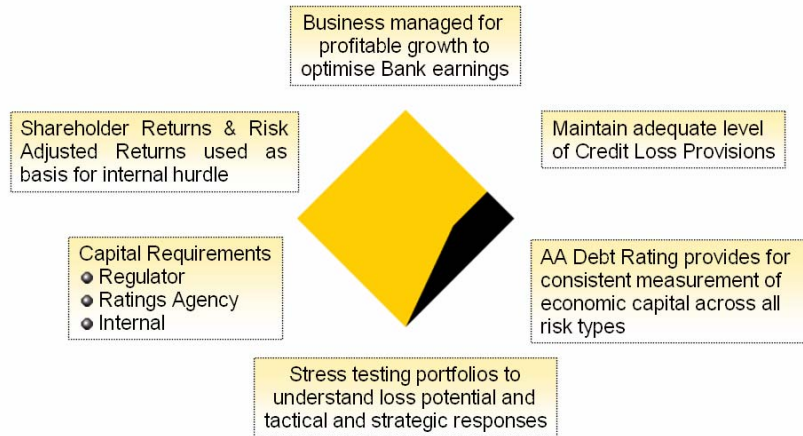 Business managed for
profitable growth to
optimise Bank earnings
Shareholder Returns & Risk
Adjusted Returns used as
basis for internal hurdle
Maintain adequate level
of Credit Loss Provisions
Capital Requirements
Regulator
Ratings Agency
Internal
AA Debt Rating provides for
consistent measurement of
economic capital across all
risk types
Stress testing portfolios to
understand loss potential and
tactical and strategic responses